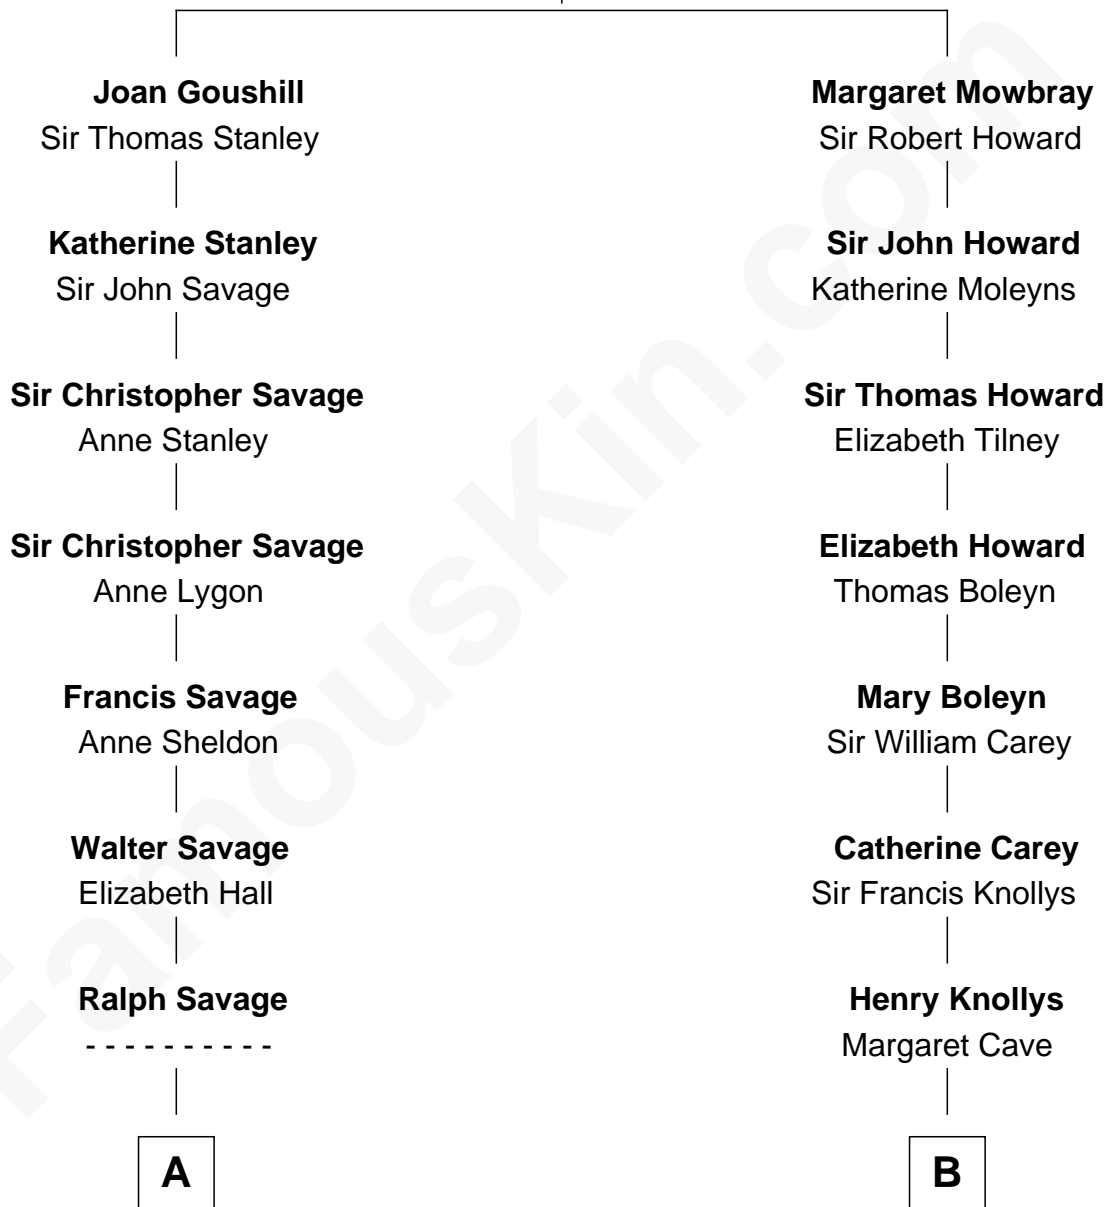 Joan Goushill
Sir Thomas Stanley
Katherine Stanley
Sir John Savage
Sir Christopher Savage
Anne Stanley
Sir Christopher Savage
Anne Lygon
Francis Savage
Anne Sheldon
Walter Savage
Elizabeth Hall
Ralph Savage
- - - - - - - - - -
A
Margaret Mowbray
Sir Robert Howard
Sir John Howard
Katherine Moleyns
Sir Thomas Howard
Elizabeth Tilney
Elizabeth Howard
Thomas Boleyn
Mary Boleyn
Sir William Carey
Catherine Carey
Sir Francis Knollys
Henry Knollys
Margaret Cave
B
FamousKin.com